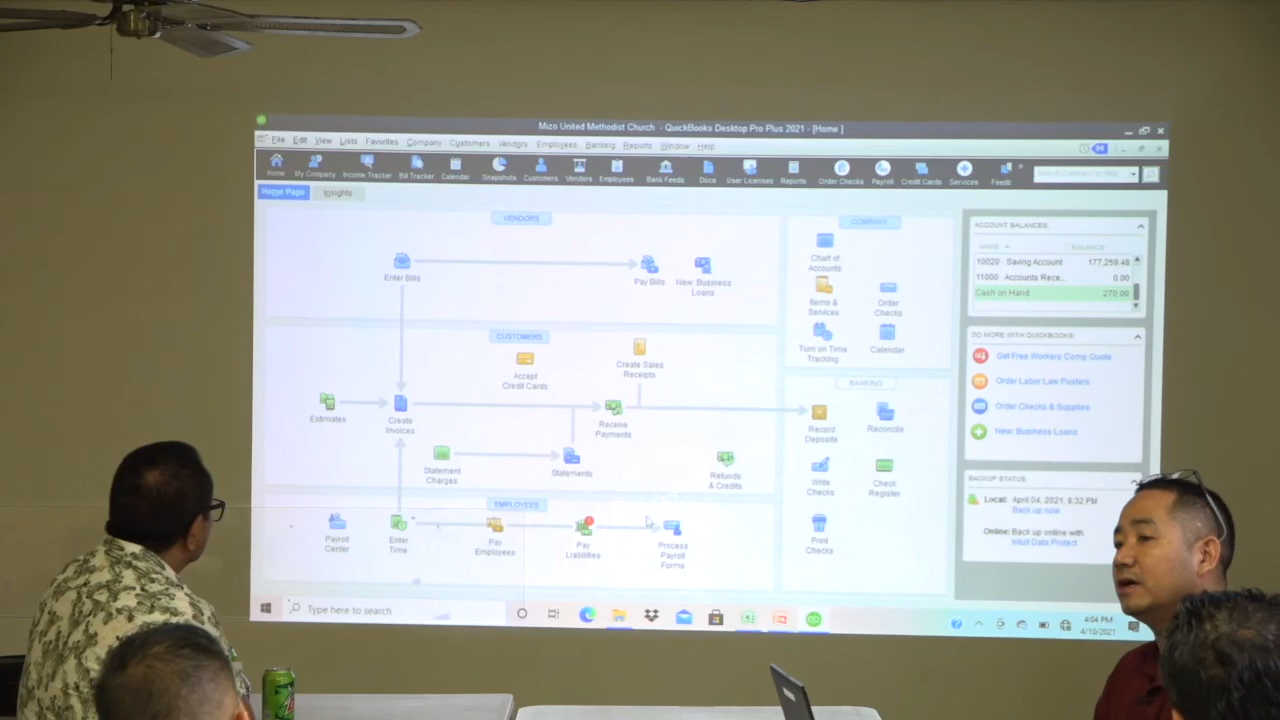 Mizo United Methodist Church - QuickBooks Desktop Pro Plus 2021 - [Home ]
File Edit View Lists Favorites Company Customers Vendors Employees Banking Reports Window Help
Home My Company Income Tracker Bill Tracker Calendar Snapshots Customers Vendors Employees Bank Feeds Docs User Licenses Reports Order Checks Payroll Credit Cards Services Feedb
Home Page Insights
VENDORS
Enter Bills
Pay Bills
New: Business
Loans
CUSTOMERS
Accept
Credit Cards
Create Sales
Receipts
Estimates
Create
Invoices
Receive
Payments
Statement
Charges
Statements
Refunds
& Credits
EMPLOYEES
Payroll
Center
Enter
Time
Pay
Employees
Pay
Liabilities
Process
Payroll
Forms
COMPANY
Chart of
Accounts
Items &
Services
Order
Checks
Turn on Time
Tracking
Calendar
BANKING
Record
Deposits
Reconcile
Write
Checks
Check
Register
Print
Checks
ACCOUNT BALANCES
NAME BALANCE
10020 · Saving Account 177,259.48
11000 · Accounts Rece... 0.00
Cash on Hand 270.00
DO MORE WITH QUICKBOOKS
Get Free Workers Comp Quote
Order Labor Law Posters
Order Checks & Supplies
New: Business Loans
BACKUP STATUS
Local: April 04, 2021, 6:32 PM
Back up now
Online: Back up online with
Intuit Data Protect
Type here to search
4:04 PM
4/10/2021